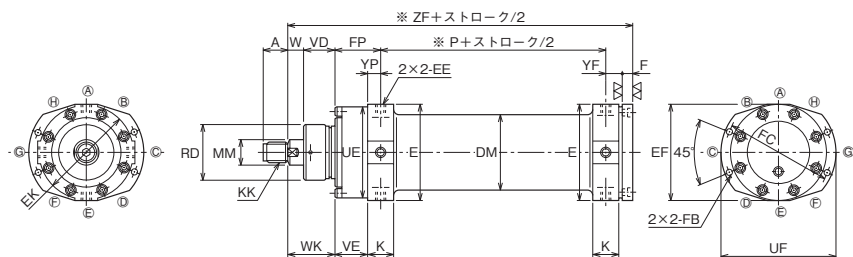 ※ ZF+ストローク/2
A
W
VD
FP
※ P+ストローク/2
YP
2×2-EE
YF
F
Ⓐ
Ⓗ
Ⓑ
G
Ⓒ
Ⓕ
Ⓓ
Ⓔ
EK
RD
MM
KK
UE
E
DM
E
WK
VE
K
K
Ⓐ
Ⓑ
Ⓗ
Ⓒ
G
Ⓓ
Ⓕ
Ⓔ
EF
45°
FC
2×2-FB
UF